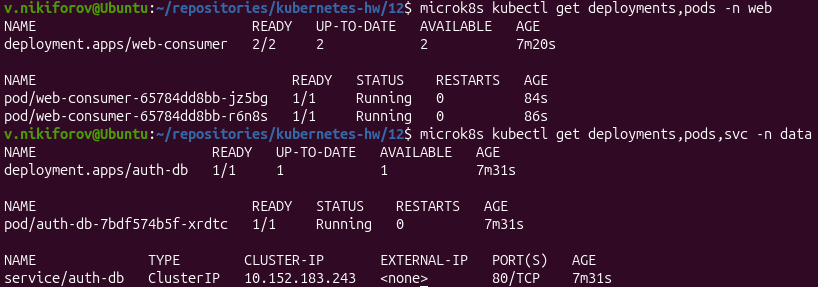 v.nikiforov@Ubuntu:~/repositories/kubernetes-hw/12$ microk8s kubectl get deployments,pods -n web
NAME                           READY   UP-TO-DATE   AVAILABLE   AGE
deployment.apps/web-consumer   2/2     2            2           7m20s

NAME                                READY   STATUS    RESTARTS   AGE
pod/web-consumer-65784dd8bb-jz5bg   1/1     Running   0          84s
pod/web-consumer-65784dd8bb-r6n8s   1/1     Running   0          86s
v.nikiforov@Ubuntu:~/repositories/kubernetes-hw/12$ microk8s kubectl get deployments,pods,svc -n data
NAME                      READY   UP-TO-DATE   AVAILABLE   AGE
deployment.apps/auth-db   1/1     1            1           7m31s

NAME                           READY   STATUS    RESTARTS   AGE
pod/auth-db-7bdf574b5f-xrdtc   1/1     Running   0          7m31s

NAME              TYPE        CLUSTER-IP       EXTERNAL-IP   PORT(S)   AGE
service/auth-db   ClusterIP   10.152.183.243   <none>        80/TCP    7m31s